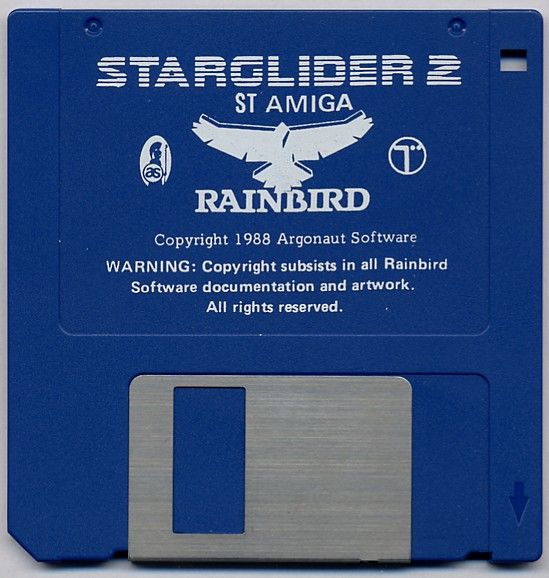 STARGLIDER 2
ST AMIGA
as
RAINBIRD
Copyright 1988 Argonaut Software
WARNING: Copyright subsists in all Rainbird
Software documentation and artwork.
All rights reserved.